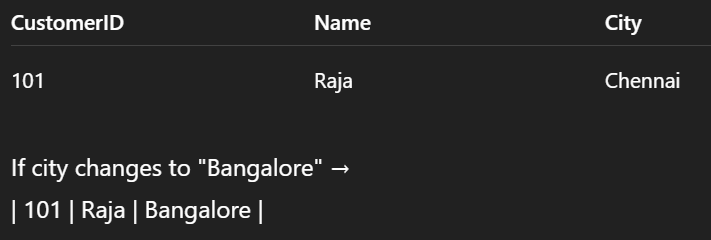 CustomerID Name City
101 Raja Chennai
If city changes to "Bangalore" →
| 101 | Raja | Bangalore |